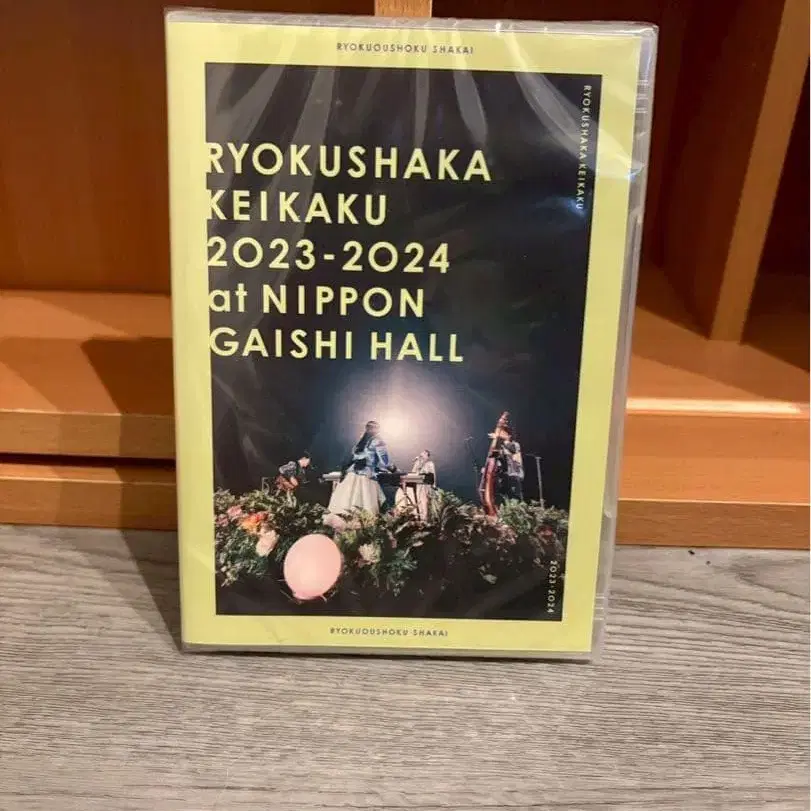 RYOKUOUSHOKU SHAKAI
RYOKUSHAKA KEIKAKU
RYOKUSHAKA
KEIKAKU
2023-2024
at NIPPON
GAISHI HALL
2023-2024
RYOKUOUSHOKU SHAKAI